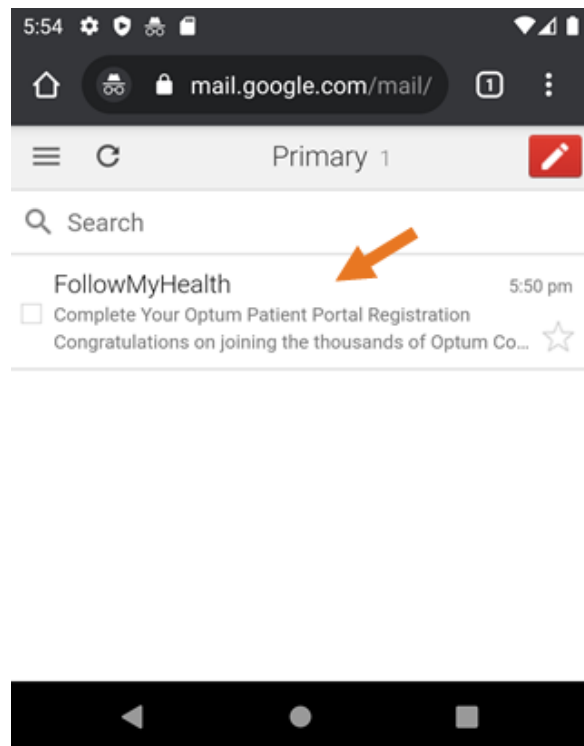 5:54
mail.google.com/mail/ 1
Primary 1
Search
FollowMyHealth 5:50 pm
Complete Your Optum Patient Portal Registration
Congratulations on joining the thousands of Optum Co...